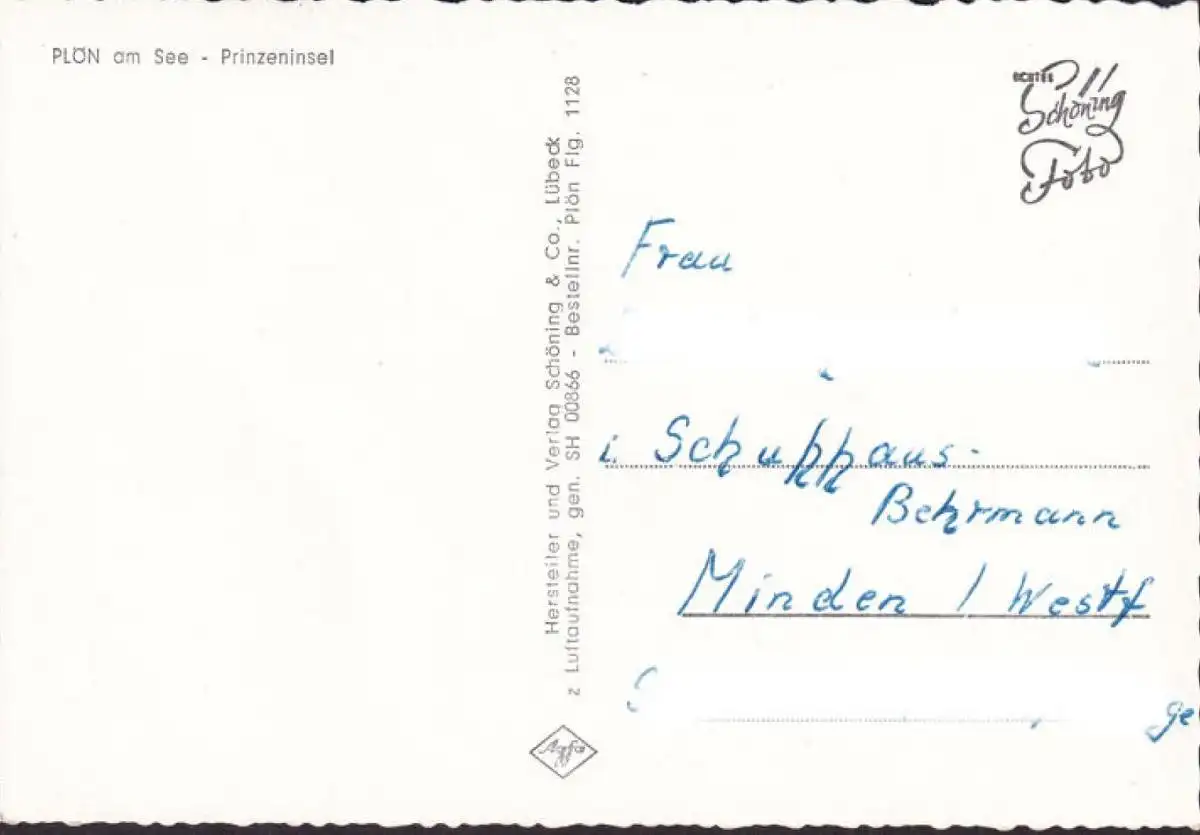 PLÖN am See - Prinzeninsel
Hersteller und Verlag Schöning & Co., Lübeck
z Luftaufnahme, gen. SH 00866 - Bestellnr. Plön Flg. 1128
ECHTES
Schöning
Foto
Frau
i. Schuhhaus-
Behrmann
Minden / Westf
ge
Agfa